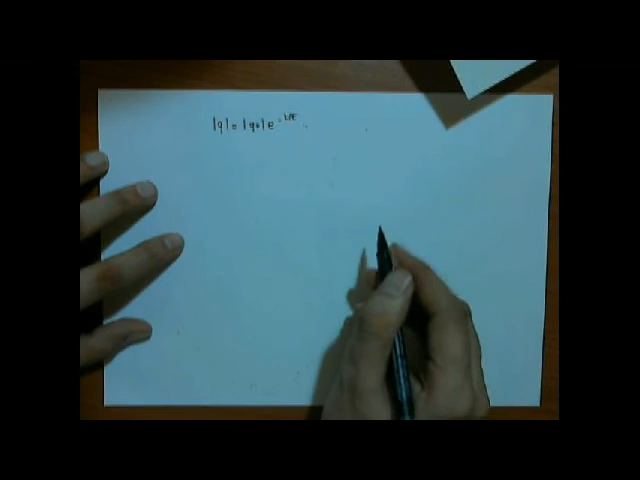 |q| = |q₀| e